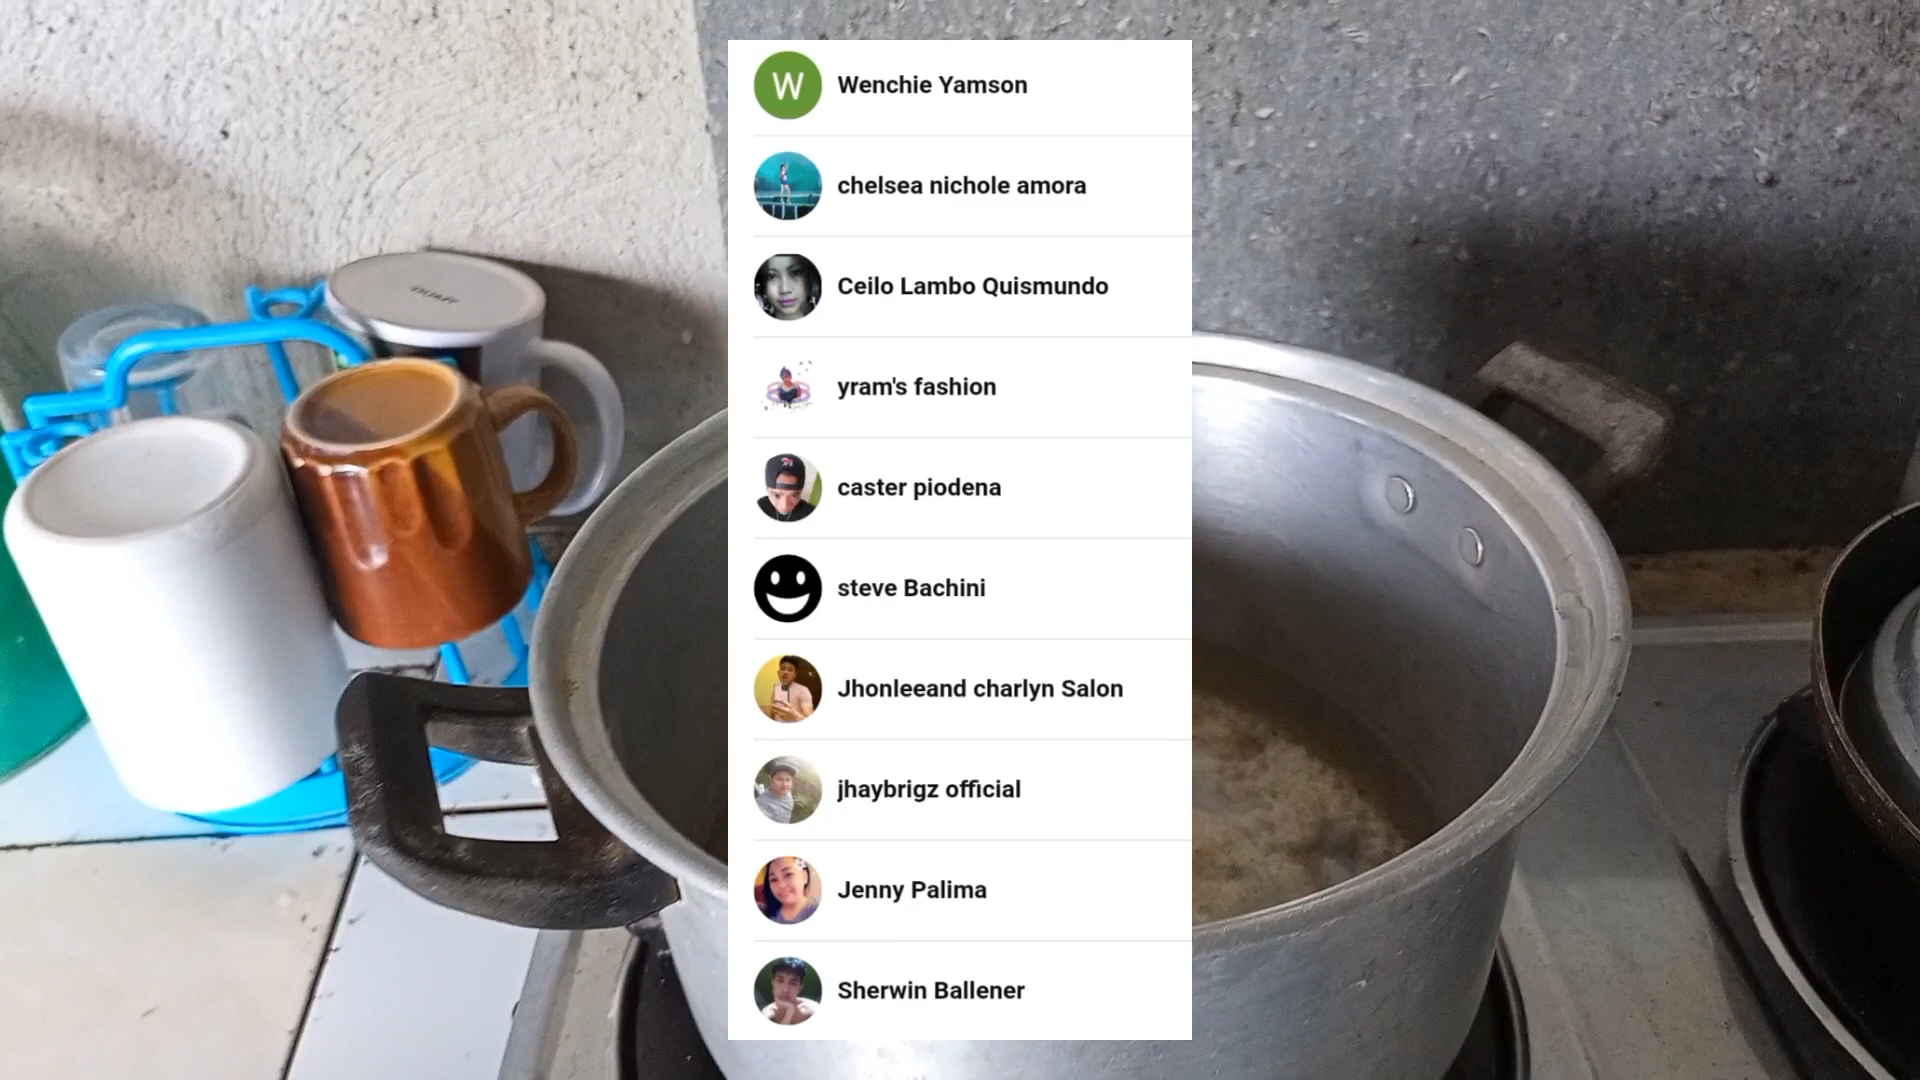 W
Wenchie Yamson
chelsea nichole amora
Ceilo Lambo Quismundo
yram's fashion
caster piodena
steve Bachini
Jhonleeand charlyn Salon
jhaybrigz official
Jenny Palima
Sherwin Ballener